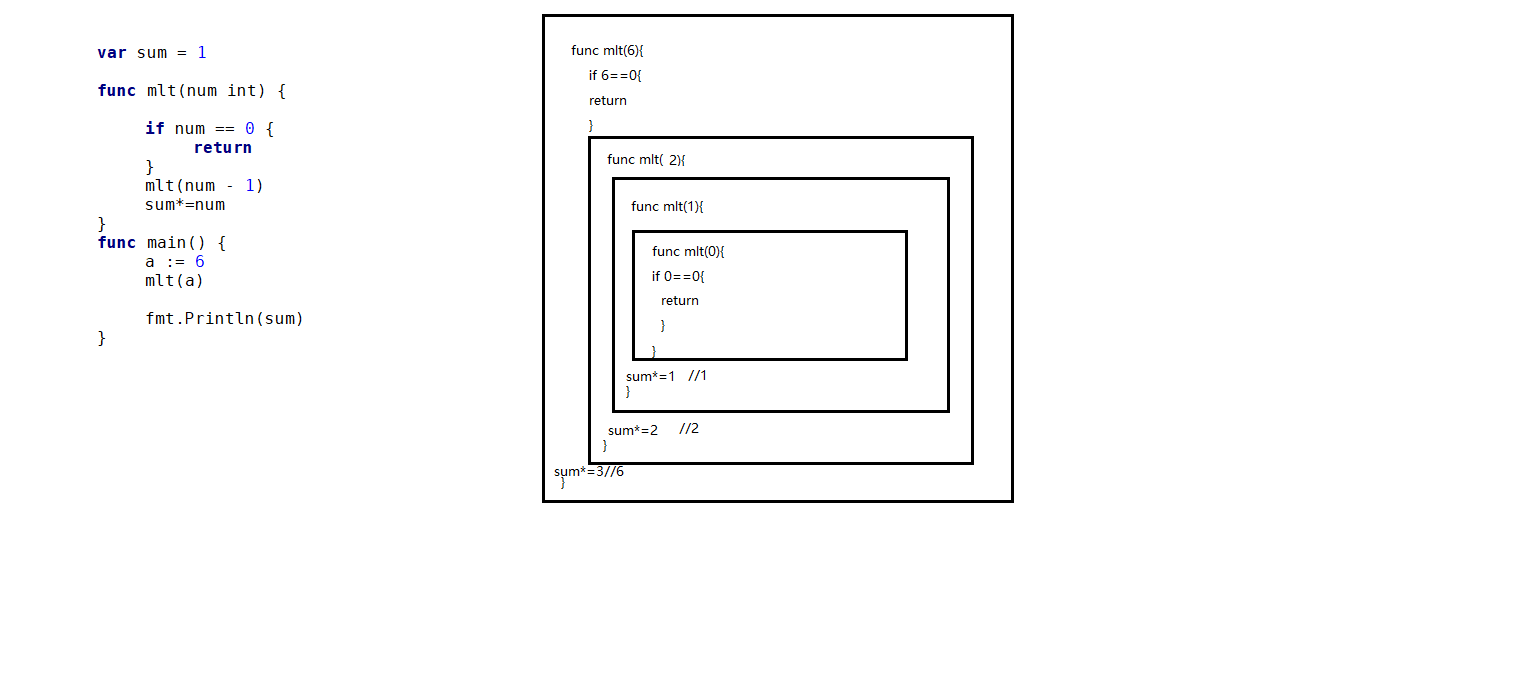 var sum = 1
func mlt(num int) {
if num == 0 {
return
}
mlt(num - 1)
sum*=num
}
func main() {
a := 6
mlt(a)
fmt.Println(sum)
}
func mlt(6){
if 6==0{
return
}
func mlt( 2){
func mlt(1){
func mlt(0){
if 0==0{
return
}
}
sum*=1 //1
}
sum*=2 //2
}
sum*=3//6
}